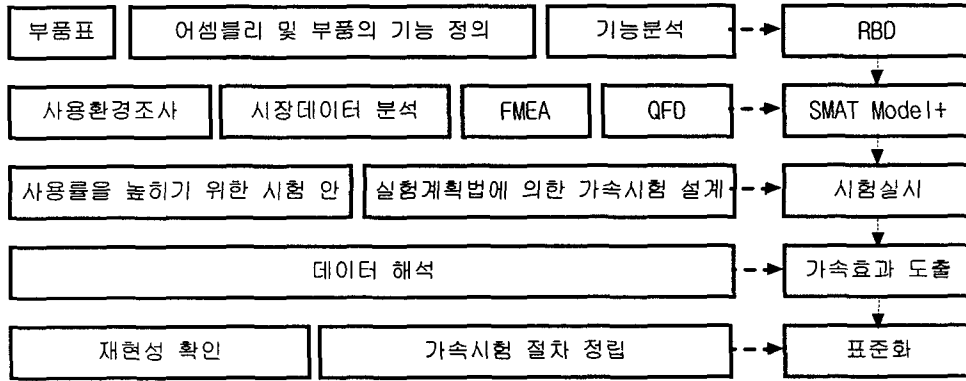 부품표 어셈블리 및 부품의 기능 정의 기능분석 RBD
사용환경조사 시장데이터 분석 FMEA QFD SMAT Model+
사용률을 높히기 위한 시험 안 실험계획법에 의한 가속시험 설계 시험실시
데이터 해석 가속효과 도출
재현성 확인 가속시험 절차 정립 표준화